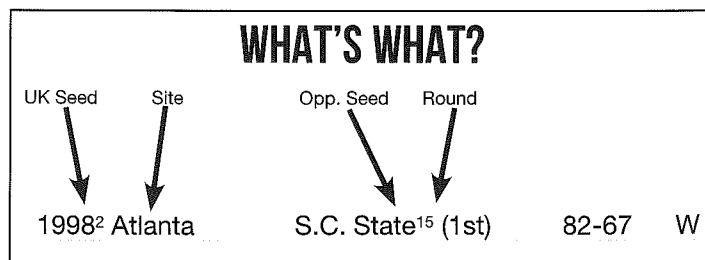 WHAT'S WHAT?
UK Seed Site Opp. Seed Round
1998² Atlanta S.C. State¹⁵ (1st) 82-67 W